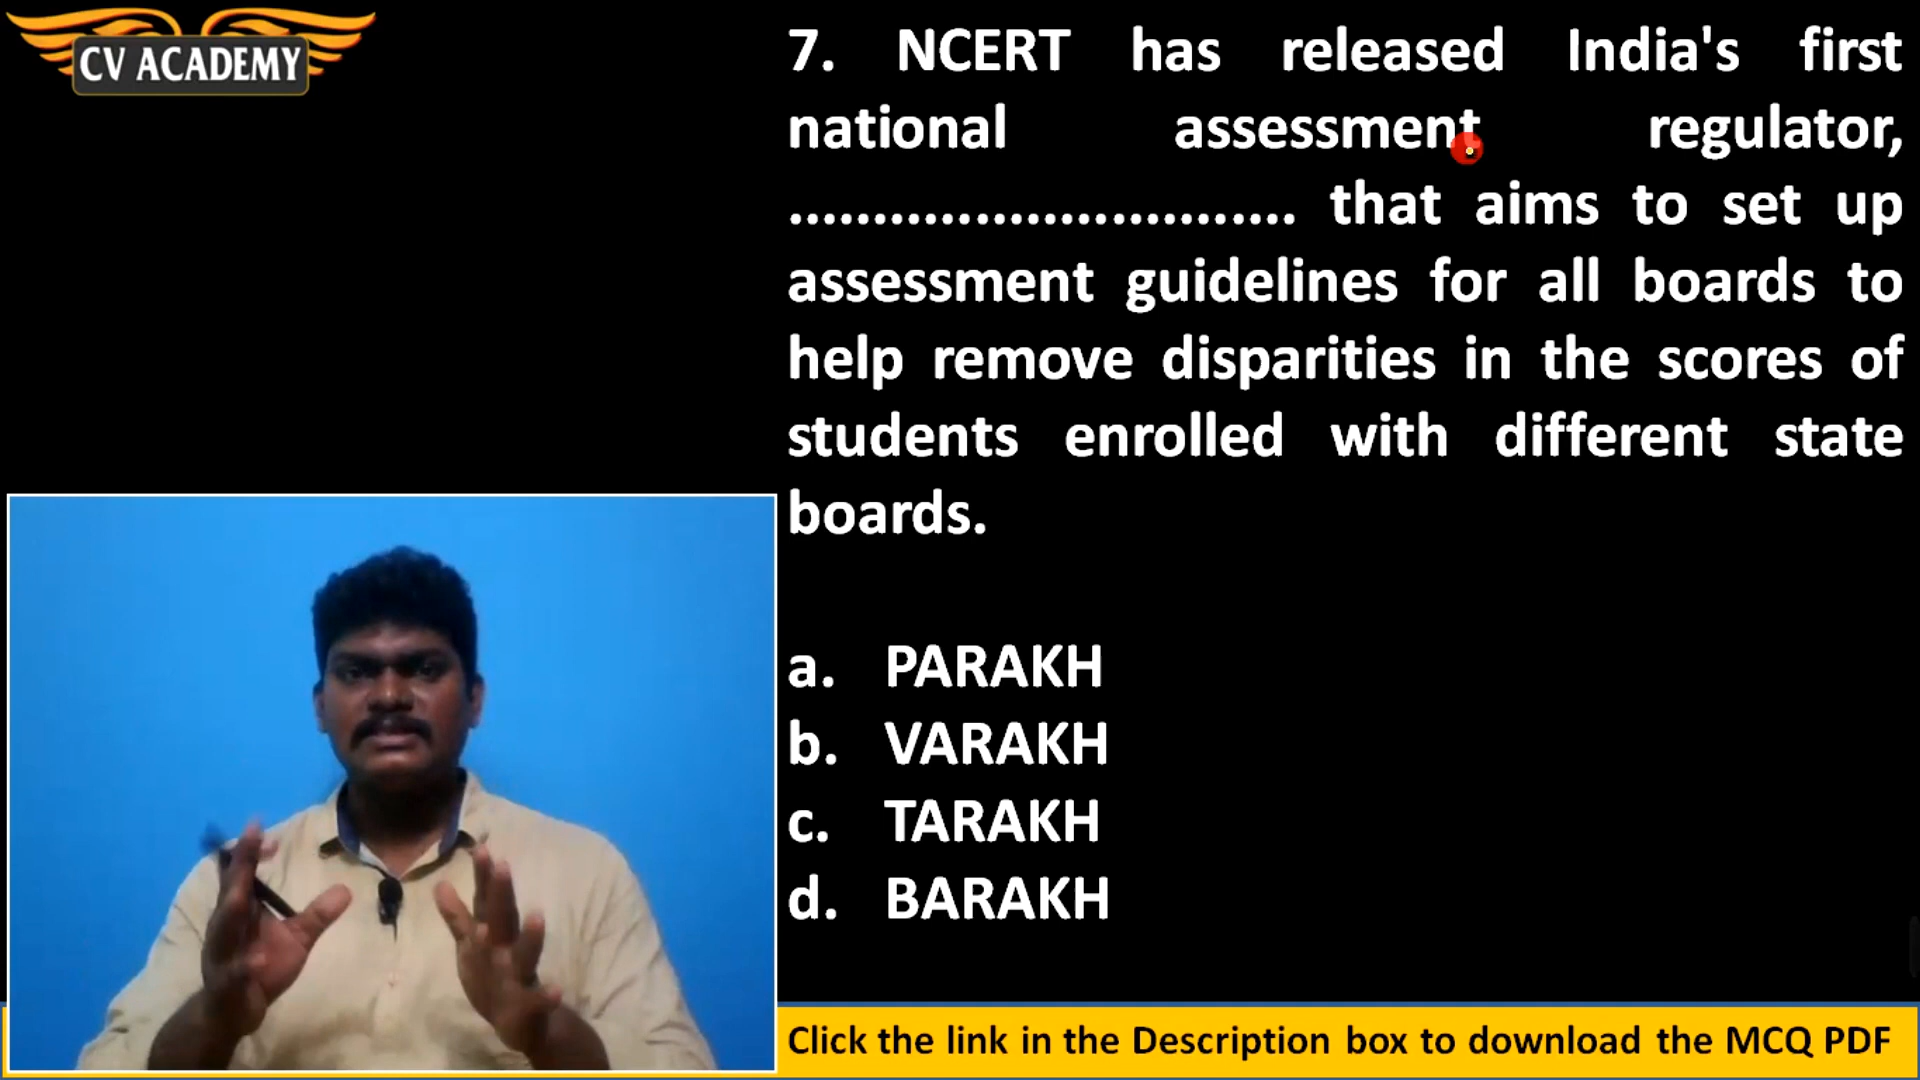 CV ACADEMY
7. NCERT has released India's first
national assessment regulator,
.............................. that aims to set up
assessment guidelines for all boards to
help remove disparities in the scores of
students enrolled with different state
boards.
a. PARAKH
b. VARAKH
c. TARAKH
d. BARAKH
Click the link in the Description box to download the MCQ PDF